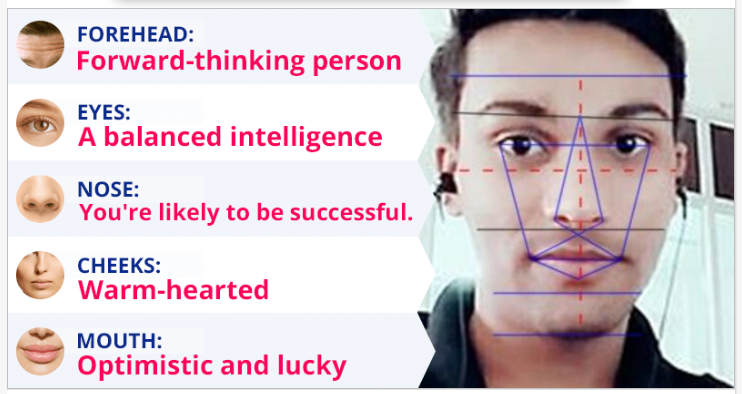 FOREHEAD:
Forward-thinking person
EYES:
A balanced intelligence
NOSE:
You're likely to be successful.
CHEEKS:
Warm-hearted
MOUTH:
Optimistic and lucky